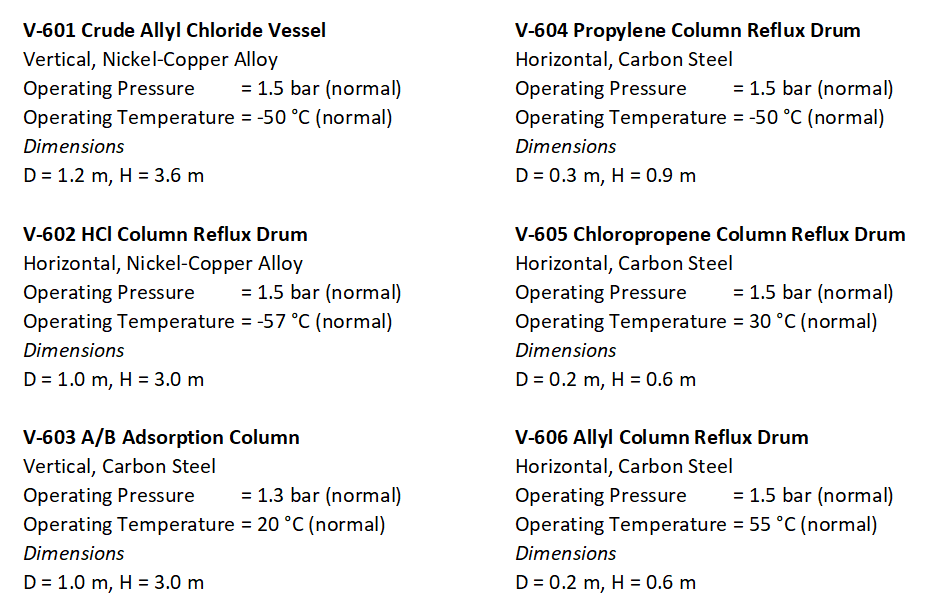 V-601 Crude Allyl Chloride Vessel
Vertical, Nickel-Copper Alloy
Operating Pressure = 1.5 bar (normal)
Operating Temperature = -50 °C (normal)
Dimensions
D = 1.2 m, H = 3.6 m
V-602 HCl Column Reflux Drum
Horizontal, Nickel-Copper Alloy
Operating Pressure = 1.5 bar (normal)
Operating Temperature = -57 °C (normal)
Dimensions
D = 1.0 m, H = 3.0 m
V-603 A/B Adsorption Column
Vertical, Carbon Steel
Operating Pressure = 1.3 bar (normal)
Operating Temperature = 20 °C (normal)
Dimensions
D = 1.0 m, H = 3.0 m
V-604 Propylene Column Reflux Drum
Horizontal, Carbon Steel
Operating Pressure = 1.5 bar (normal)
Operating Temperature = -50 °C (normal)
Dimensions
D = 0.3 m, H = 0.9 m
V-605 Chloropropene Column Reflux Drum
Horizontal, Carbon Steel
Operating Pressure = 1.5 bar (normal)
Operating Temperature = 30 °C (normal)
Dimensions
D = 0.2 m, H = 0.6 m
V-606 Allyl Column Reflux Drum
Horizontal, Carbon Steel
Operating Pressure = 1.5 bar (normal)
Operating Temperature = 55 °C (normal)
Dimensions
D = 0.2 m, H = 0.6 m